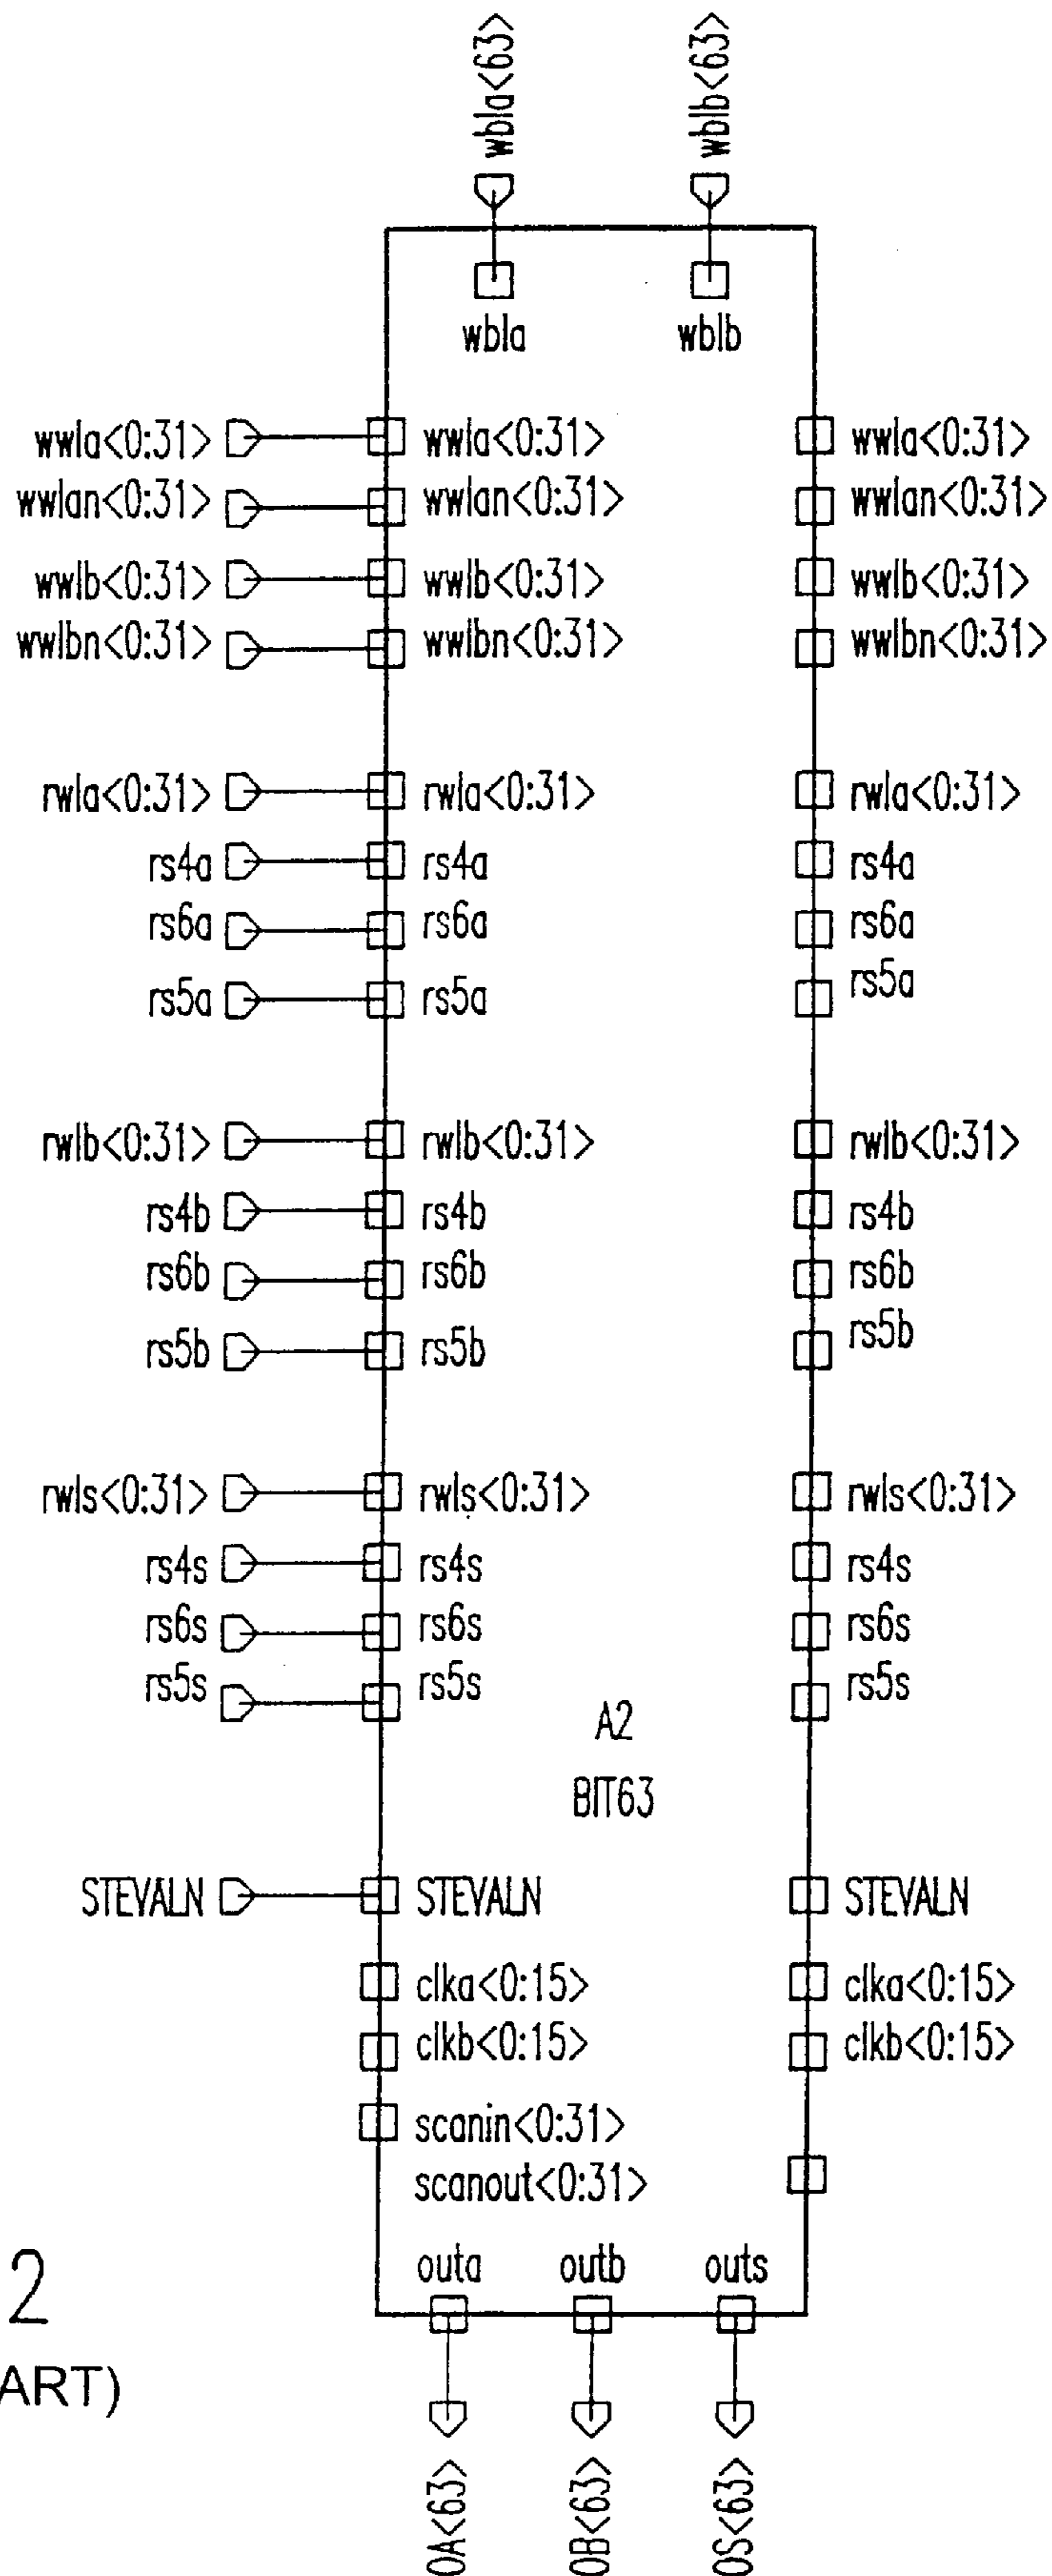 wbla<63> wblb<63>
wbla wblb
wwla<0:31> wwla<0:31> wwla<0:31>
wwlan<0:31> wwlan<0:31> wwlan<0:31>
wwlb<0:31> wwlb<0:31> wwlb<0:31>
wwlbn<0:31> wwlbn<0:31> wwlbn<0:31>
rwla<0:31> rwla<0:31> rwla<0:31>
rs4a rs4a rs4a
rs6a rs6a rs6a
rs5a rs5a rs5a
rwlb<0:31> rwlb<0:31> rwlb<0:31>
rs4b rs4b rs4b
rs6b rs6b rs6b
rs5b rs5b rs5b
rwls<0:31> rwls<0:31> rwls<0:31>
rs4s rs4s rs4s
rs6s rs6s rs6s
rs5s rs5s rs5s
A2
BIT63
STEVALN STEVALN STEVALN
clka<0:15> clka<0:15>
clkb<0:15> clkb<0:15>
scanin<0:31>
scanout<0:31>
outa outb outs
2
ART)
OA<63> OB<63> OS<63>